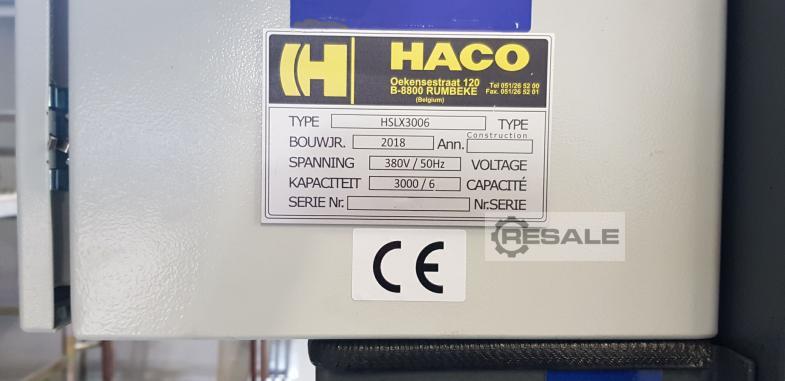 H HACO
Oekensestraat 120
B-8800 RUMBEKE
(Belgium)
Tel 051/26 52 00
Fax. 051/26 52 01
TYPE HSLX3006 TYPE
BOUWJR. 2018 Ann. Construction
SPANNING 380V / 50Hz VOLTAGE
KAPACITEIT 3000 / 6 CAPACITÉ
SERIE Nr. Nr.SERIE
RESALE
CE